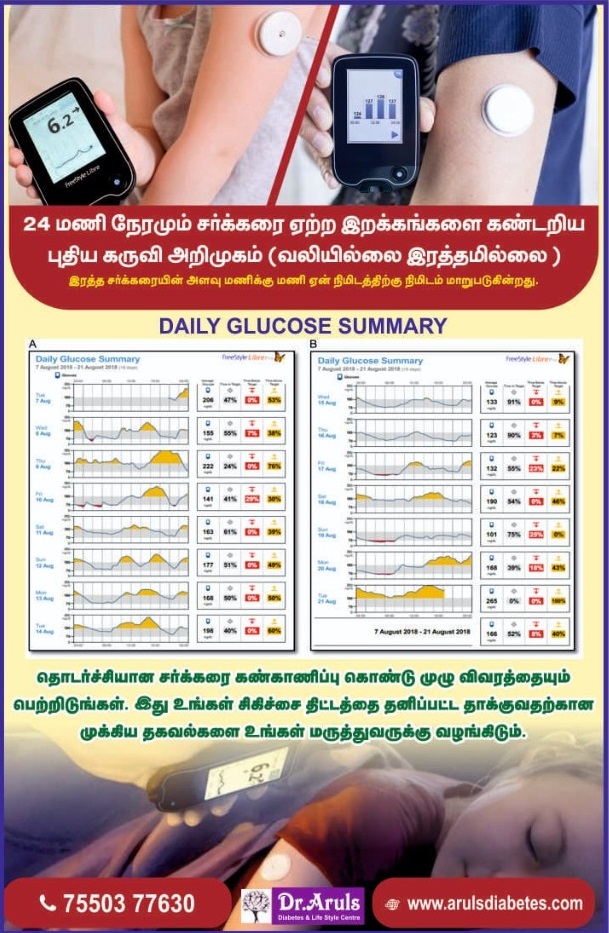 6.2
FreeStyle Libre
24 மணி நேரமும் சர்க்கரை ஏற்ற இறக்கங்களை கண்டறிய
புதிய கருவி அறிமுகம் (வலியில்லை இரத்தமில்லை )
இரத்த சர்க்கரையின் அளவு மணிக்கு மணி ஏன் நிமிடத்திற்கு நிமிடம் மாறுபடுகின்றது.
DAILY GLUCOSE SUMMARY
A
Daily Glucose Summary
7 August 2018 - 21 August 2018
FreeStyle Libre
Glucose
Tue 7 Aug 206 47% 0% 53%
Wed 8 Aug 155 55% 7% 38%
Thu 9 Aug 222 24% 0% 76%
Fri 10 Aug 141 41% 29% 30%
Sat 11 Aug 163 61% 0% 39%
Sun 12 Aug 177 51% 0% 49%
Mon 13 Aug 168 50% 0% 50%
Tue 14 Aug 198 40% 0% 60%
B
Daily Glucose Summary
7 August 2018 - 21 August 2018
FreeStyle Libre
Glucose
Wed 15 Aug 133 91% 0% 9%
Thu 16 Aug 123 90% 3% 7%
Fri 17 Aug 132 55% 23% 22%
Sat 18 Aug 190 54% 0% 46%
Sun 19 Aug 101 75% 25% 0%
Mon 20 Aug 168 39% 18% 43%
Tue 21 Aug 265 0% 0% 100%
7 August 2018 - 21 August 2018 166 52% 8% 40%
தொடர்ச்சியான சர்க்கரை கண்காணிப்பு கொண்டு முழு விவரத்தையும்
பெற்றிடுங்கள். இது உங்கள் சிகிச்சை திட்டத்தை தனிப்பட்ட தாக்குவதற்கான
முக்கிய தகவல்களை உங்கள் மருத்துவருக்கு வழங்கிடும்.
6.2
75503 77630
Dr.Aruls
Diabetes & Life Style Centre
www.arulsdiabetes.com